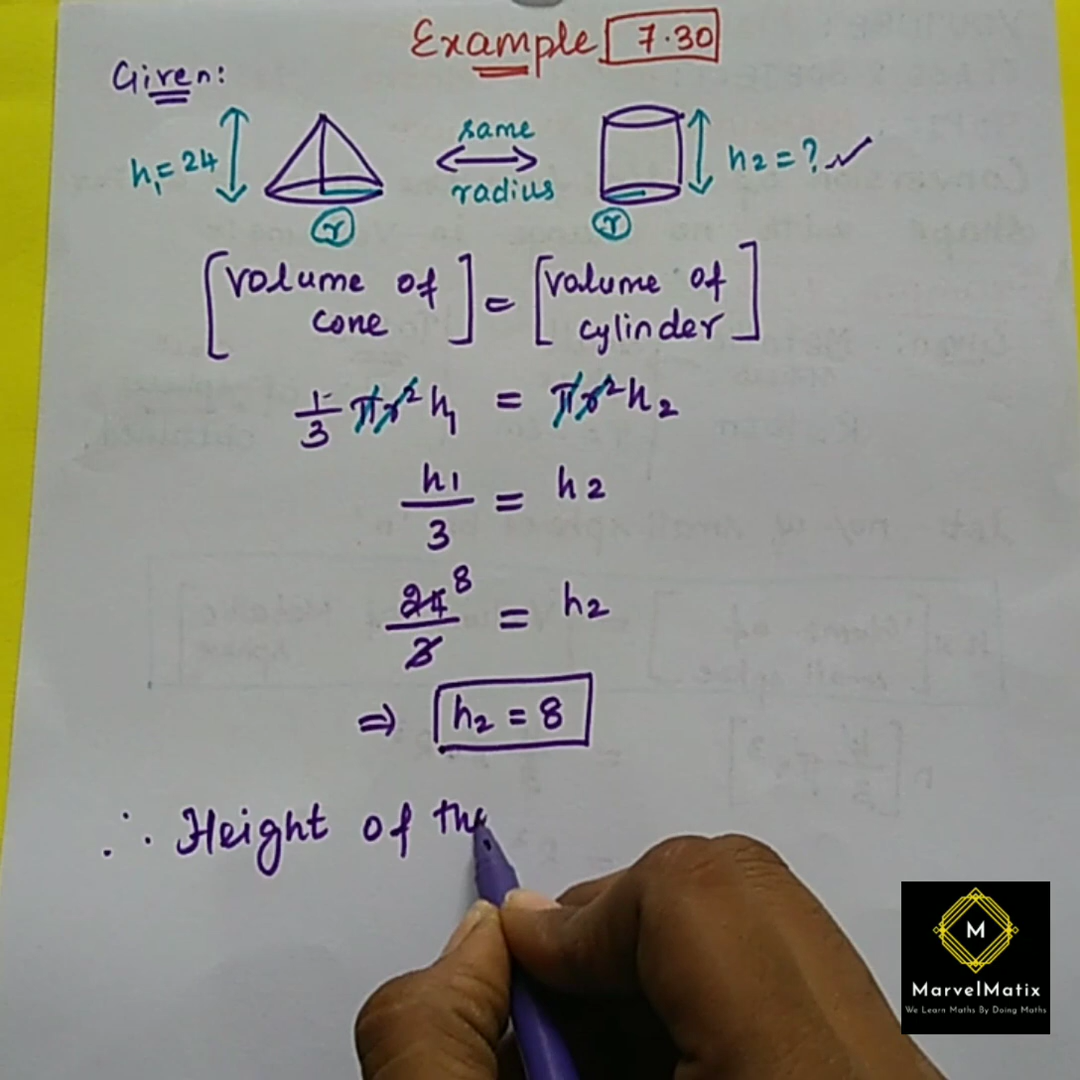 Example 7.30
Given:
h₁=24
same
radius
h₂=? ✓
r
r
[volume of cone] = [volume of cylinder]
1/3 πr²h₁ = πr²h₂
h₁/3 = h₂
24/3 8 = h₂
⇒ h₂ = 8
∴ Height of the
M
MarvelMatix
We Learn Maths By Doing Maths